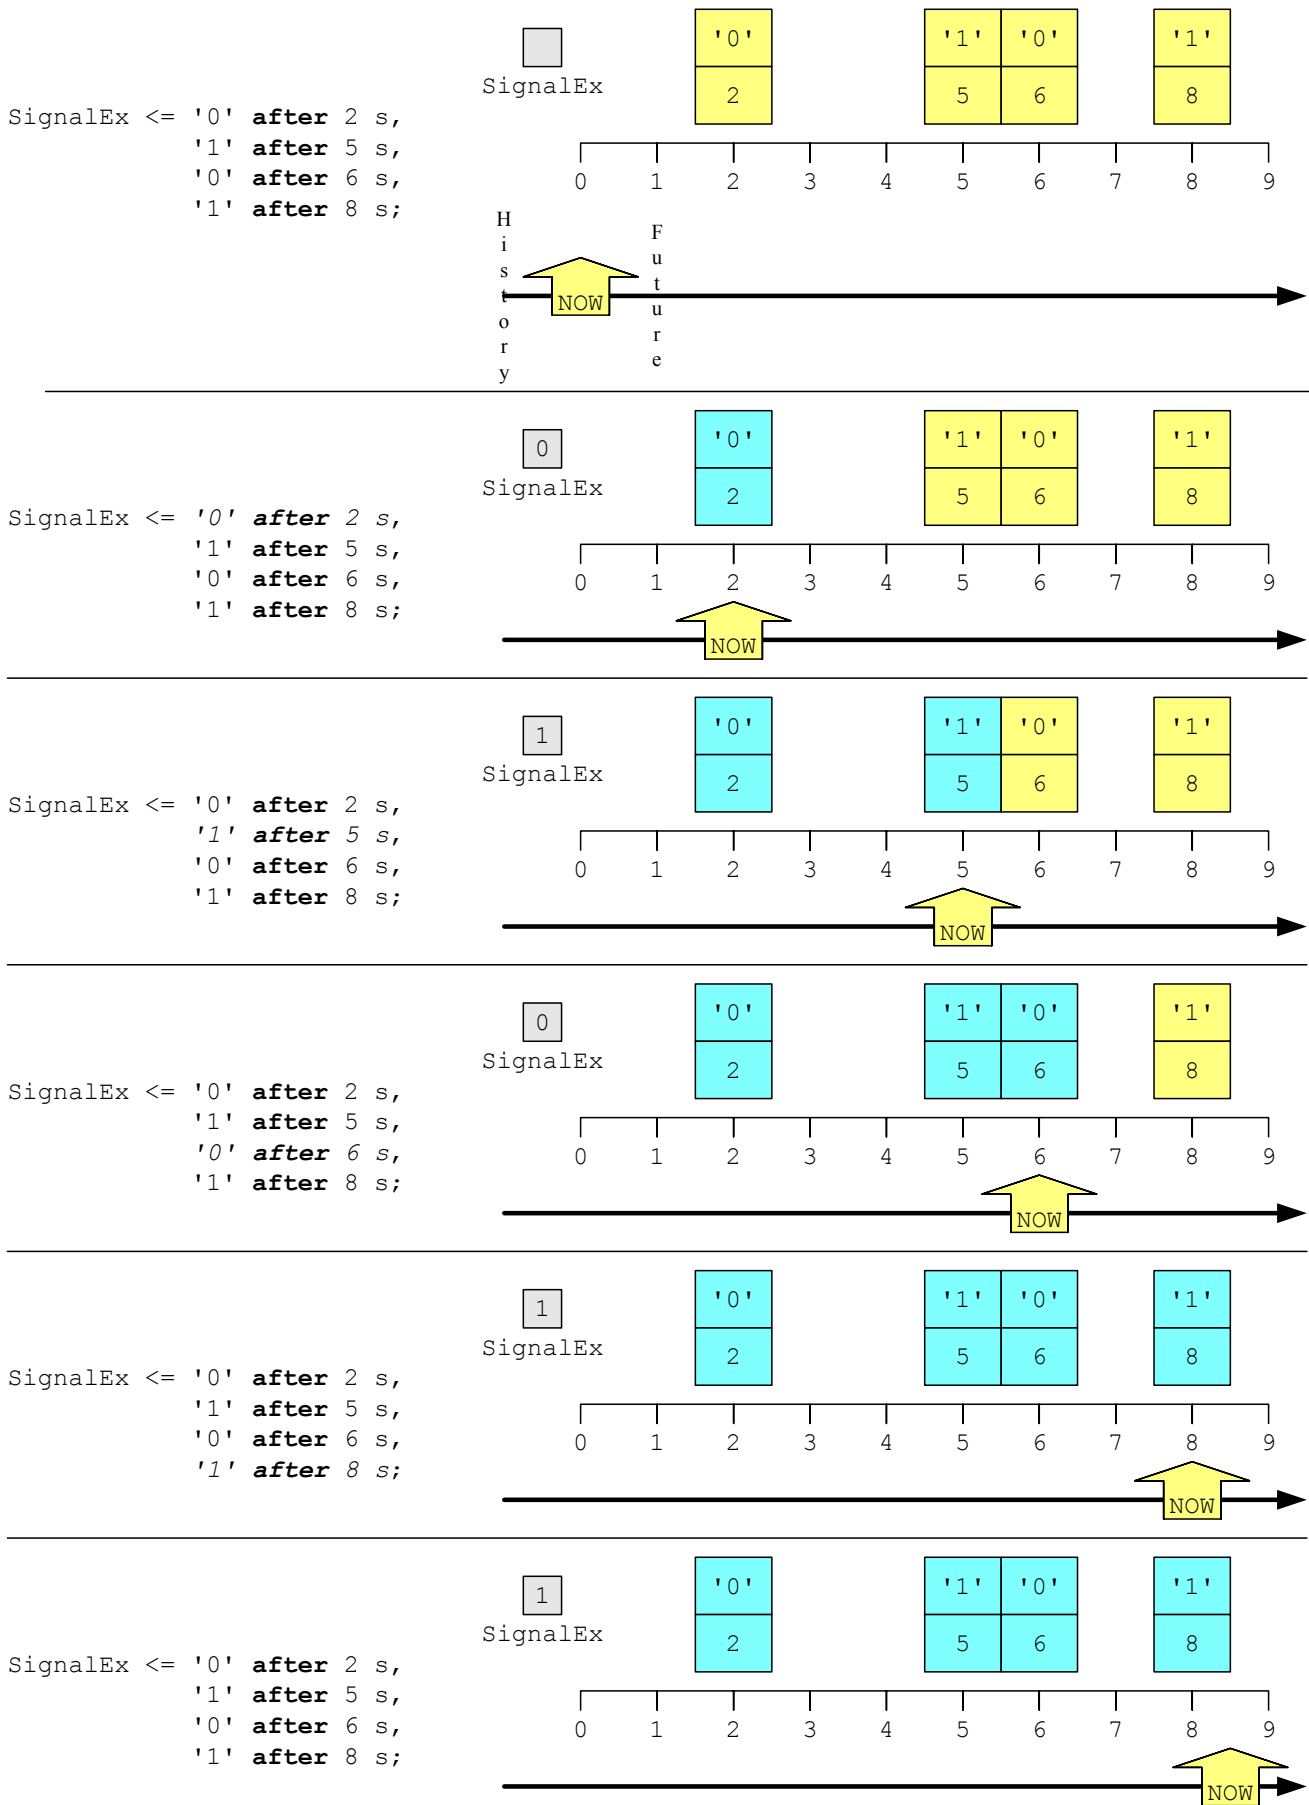 '0' '1' '0' '1'
SignalEx
2 5 6 8
SignalEx <= '0' after 2 s,
'1' after 5 s,
'0' after 6 s,
'1' after 8 s;
0 1 2 3 4 5 6 7 8 9
History
Future
NOW
0 '0' '1' '0' '1'
SignalEx
2 5 6 8
SignalEx <= '0' after 2 s,
'1' after 5 s,
'0' after 6 s,
'1' after 8 s;
0 1 2 3 4 5 6 7 8 9
NOW
1 '0' '1' '0' '1'
SignalEx
2 5 6 8
SignalEx <= '0' after 2 s,
'1' after 5 s,
'0' after 6 s,
'1' after 8 s;
0 1 2 3 4 5 6 7 8 9
NOW
0 '0' '1' '0' '1'
SignalEx
2 5 6 8
SignalEx <= '0' after 2 s,
'1' after 5 s,
'0' after 6 s,
'1' after 8 s;
0 1 2 3 4 5 6 7 8 9
NOW
1 '0' '1' '0' '1'
SignalEx
2 5 6 8
SignalEx <= '0' after 2 s,
'1' after 5 s,
'0' after 6 s,
'1' after 8 s;
0 1 2 3 4 5 6 7 8 9
NOW
1 '0' '1' '0' '1'
SignalEx
2 5 6 8
SignalEx <= '0' after 2 s,
'1' after 5 s,
'0' after 6 s,
'1' after 8 s;
0 1 2 3 4 5 6 7 8 9
NOW